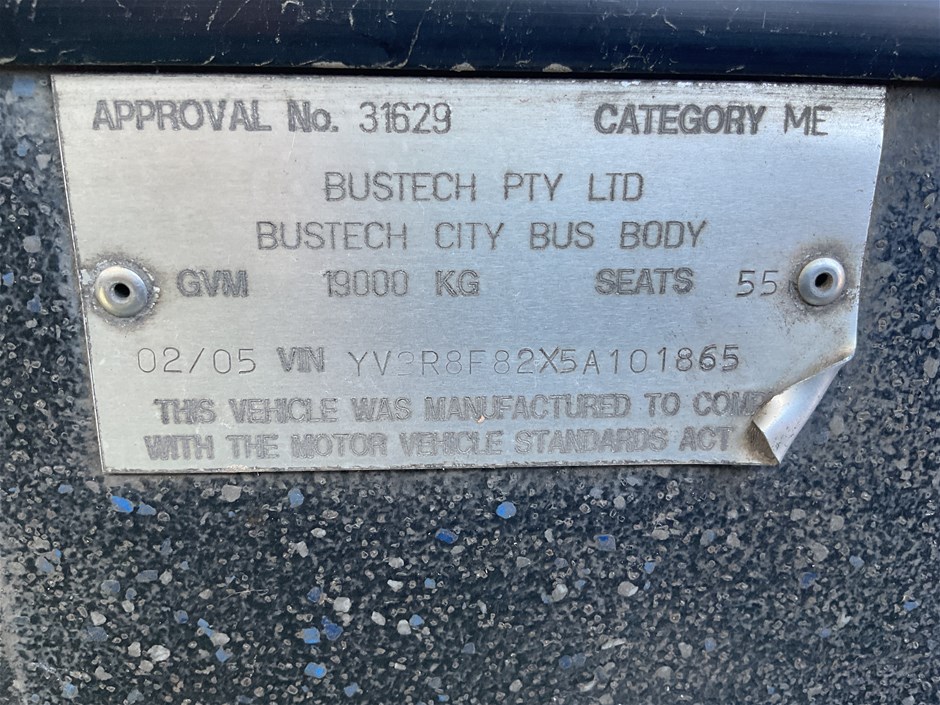 APPROVAL No. 31629 CATEGORY ME
BUSTECH PTY LTD
BUSTECH CITY BUS BODY
GVM 19000 KG SEATS 55
02/05 VIN YV3R8F82X5A101865
THIS VEHICLE WAS MANUFACTURED TO
WITH THE MOTOR VEHICLE STANDARDS ACT